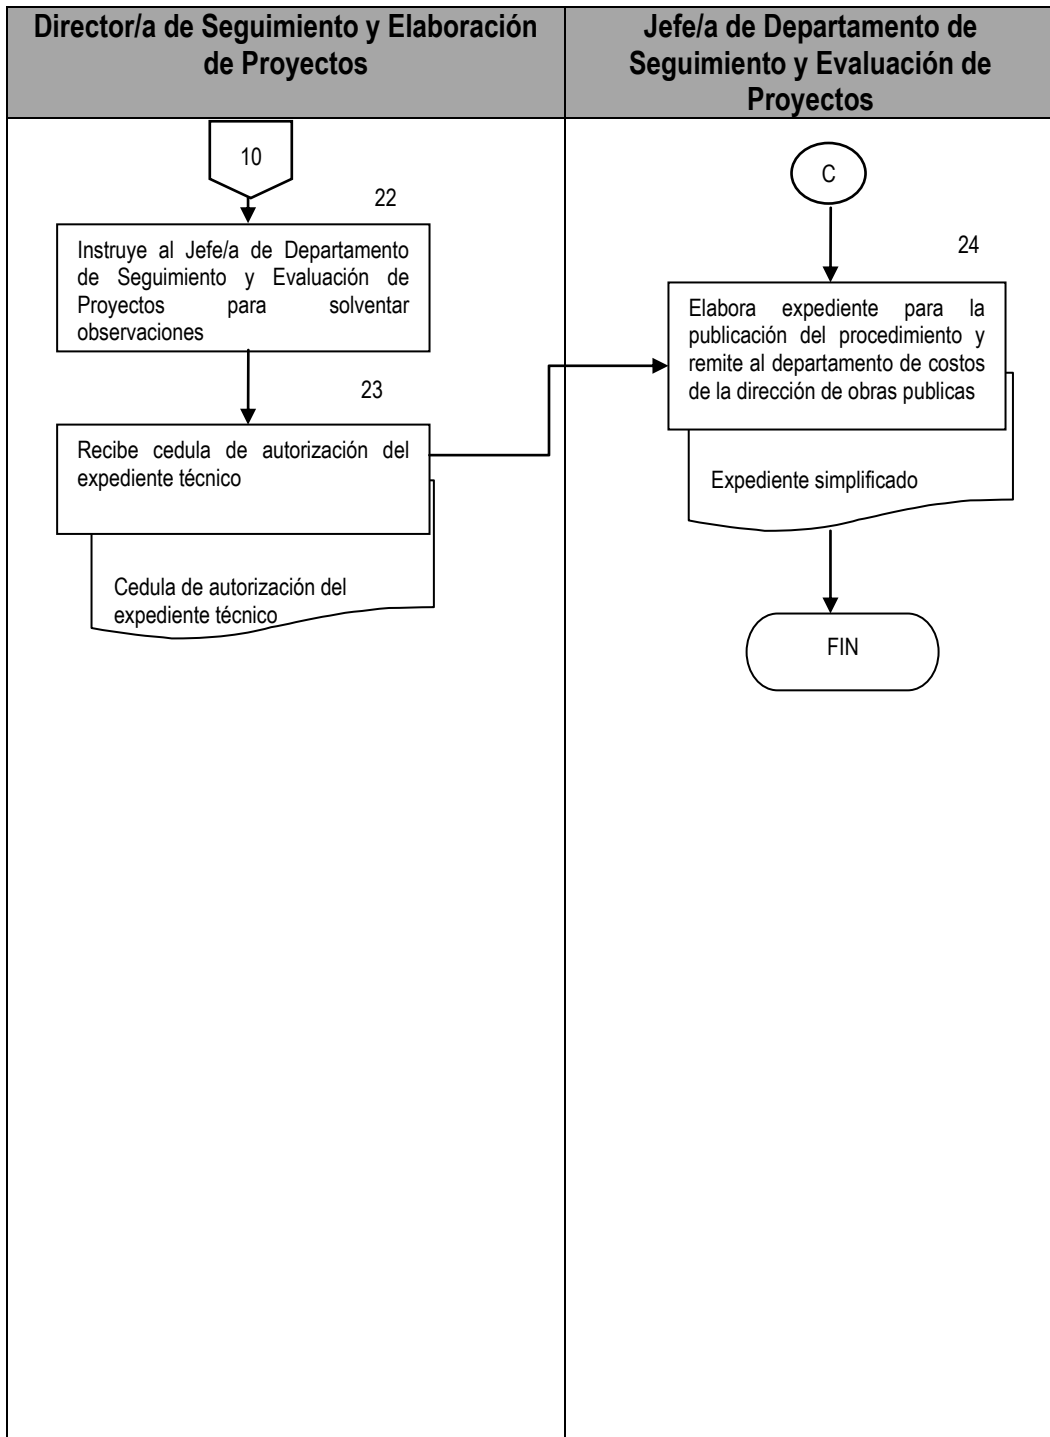 Director/a de Seguimiento y Elaboración
de Proyectos
Jefe/a de Departamento de
Seguimiento y Evaluación de
Proyectos
10
22
Instruye al Jefe/a de Departamento
de Seguimiento y Evaluación de
Proyectos para solventar
observaciones
23
Recibe cedula de autorización del
expediente técnico
Cedula de autorización del
expediente técnico
C
24
Elabora expediente para la
publicación del procedimiento y
remite al departamento de costos
de la dirección de obras publicas
Expediente simplificado
FIN